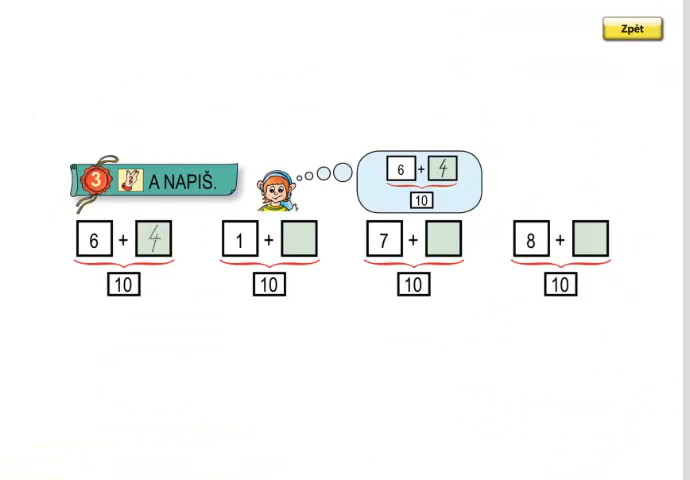 Zpět
3 A NAPIŠ.
6 + 4
10
6 + 4 1 + 7 + 8 +
10 10 10 10